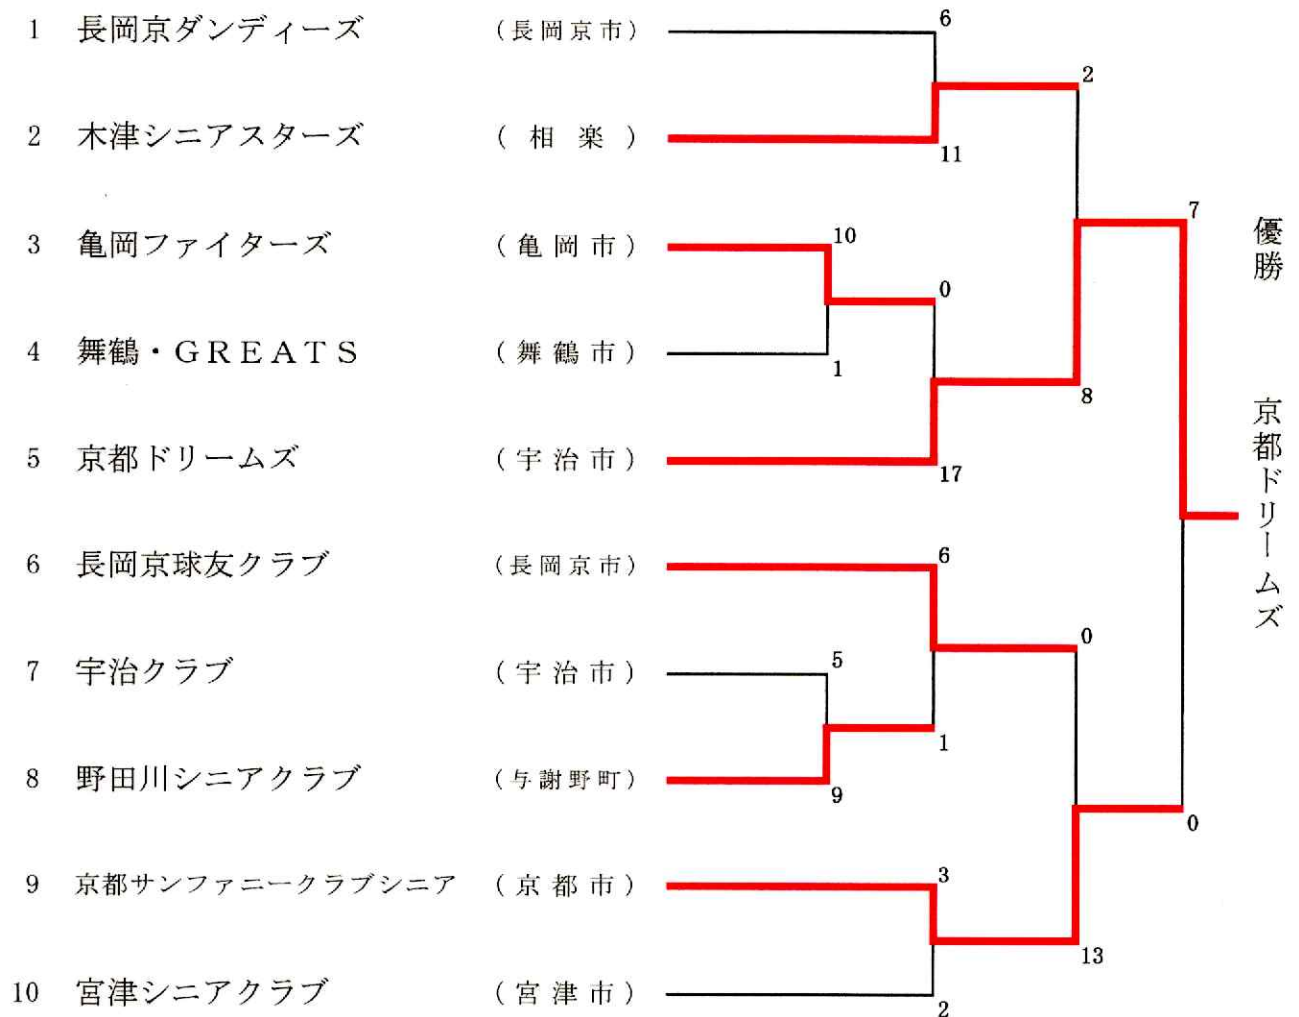 1 長岡京ダンディーズ (長岡京市) 6
2
2 木津シニアスターズ (相楽) 11
7
3 亀岡ファイターズ (亀岡市) 10
0
4 舞鶴・GREATS (舞鶴市) 1
8
5 京都ドリームズ (宇治市) 17
6 長岡京球友クラブ (長岡京市) 6
0
7 宇治クラブ (宇治市) 5
1
8 野田川シニアクラブ (与謝野町) 9
0
9 京都サンファニークラブシニア (京都市) 3
13
10 宮津シニアクラブ (宮津市) 2
優勝 京都ドリームズ